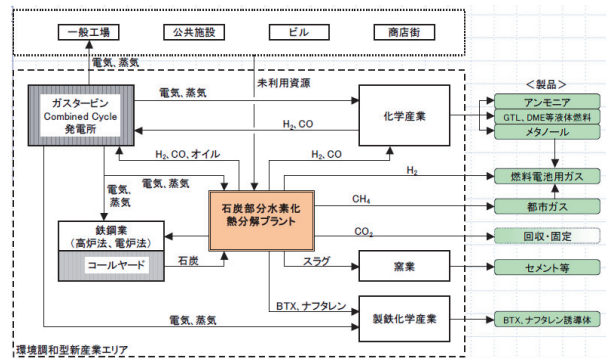 一般工場
公共施設
ビル
商店街
電気、蒸気
未利用資源
<製品>
ガスタービン
Combined Cycle
発電所
電気、蒸気
化学産業
アンモニア
GTL、DME等液体燃料
メタノール
H2、CO
H2、CO、オイル
H2、CO
H2
燃料電池用ガス
電気、蒸気
電気、
蒸気
石炭部分水素化
熱分解プラント
CH4
都市ガス
鉄鋼業
(高炉法、電炉法)
CO2
回収・固定
コールヤード
石炭
スラグ
窯業
セメント等
BTX、ナフタレン
電気、蒸気
製鉄化学産業
BTX、ナフタレン誘導体
環境調和型新産業エリア